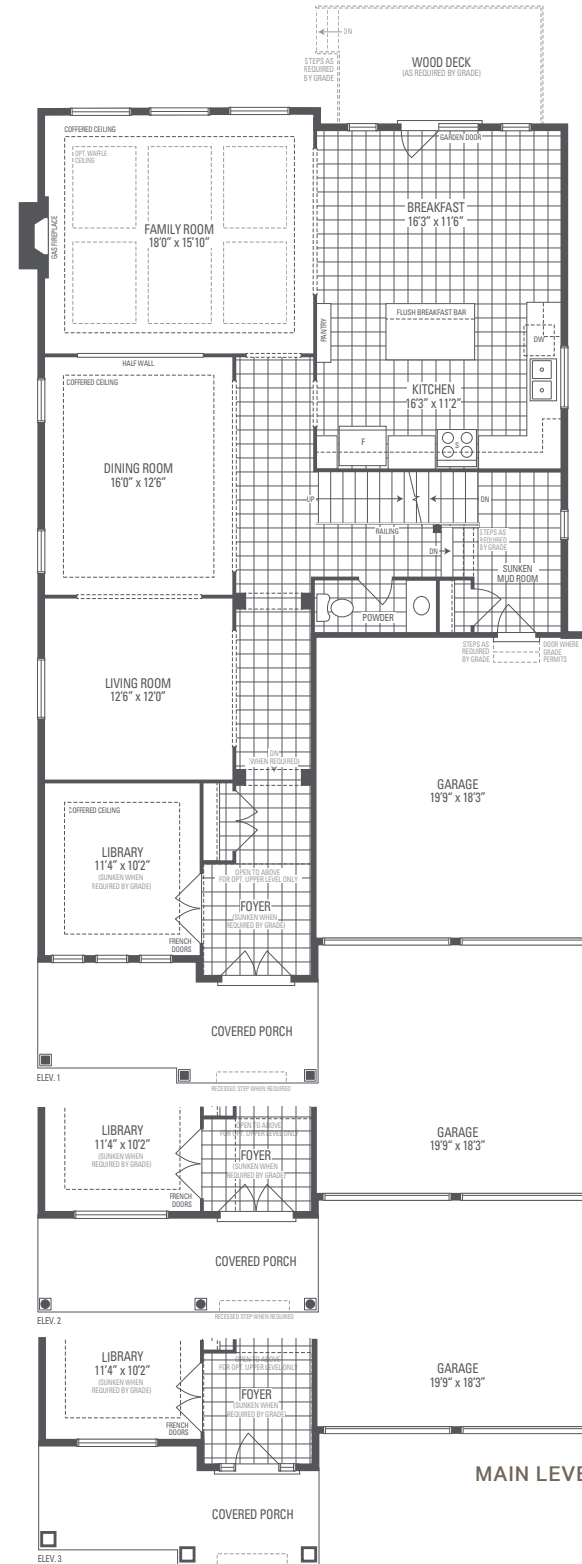 DN
STEPS AS
REQUIRED
BY GRADE
WOOD DECK
(AS REQUIRED BY GRADE)
COFFERED CEILING
OPT. WAFFLE
CEILING
GARDEN DOOR
GAS FIREPLACE
FAMILY ROOM
18'0" x 15'10"
BREAKFAST
16'3" x 11'6"
PANTRY
FLUSH BREAKFAST BAR
DW
HALF WALL
COFFERED CEILING
KITCHEN
16'3" x 11'2"
F
S
DINING ROOM
16'0" x 12'6"
UP
DN
RAILING
STEPS AS
REQUIRED
BY GRADE
DN
SUNKEN
MUD ROOM
POWDER
STEPS AS
REQUIRED
BY GRADE
DOOR WHERE
GRADE
PERMITS
LIVING ROOM
12'6" x 12'0"
DN
(WHEN REQUIRED)
GARAGE
19'9" x 18'3"
COFFERED CEILING
LIBRARY
11'4" x 10'2"
(SUNKEN WHEN
REQUIRED BY GRADE)
OPEN TO ABOVE
FOR OPT. UPPER LEVEL ONLY
FOYER
(SUNKEN WHEN
REQUIRED BY GRADE)
FRENCH
DOORS
COVERED PORCH
ELEV. 1
RECESSED STEP WHEN REQUIRED
LIBRARY
11'4" x 10'2"
(SUNKEN WHEN
REQUIRED BY GRADE)
OPEN TO ABOVE
FOR OPT. UPPER LEVEL ONLY
FOYER
(SUNKEN WHEN
REQUIRED BY GRADE)
FRENCH
DOORS
GARAGE
19'9" x 18'3"
COVERED PORCH
ELEV. 2
RECESSED STEP WHEN REQUIRED
LIBRARY
11'4" x 10'2"
(SUNKEN WHEN
REQUIRED BY GRADE)
OPEN TO ABOVE
FOR OPT. UPPER LEVEL ONLY
FOYER
(SUNKEN WHEN
REQUIRED BY GRADE)
FRENCH
DOORS
GARAGE
19'9" x 18'3"
MAIN LEVE
COVERED PORCH
ELEV. 3